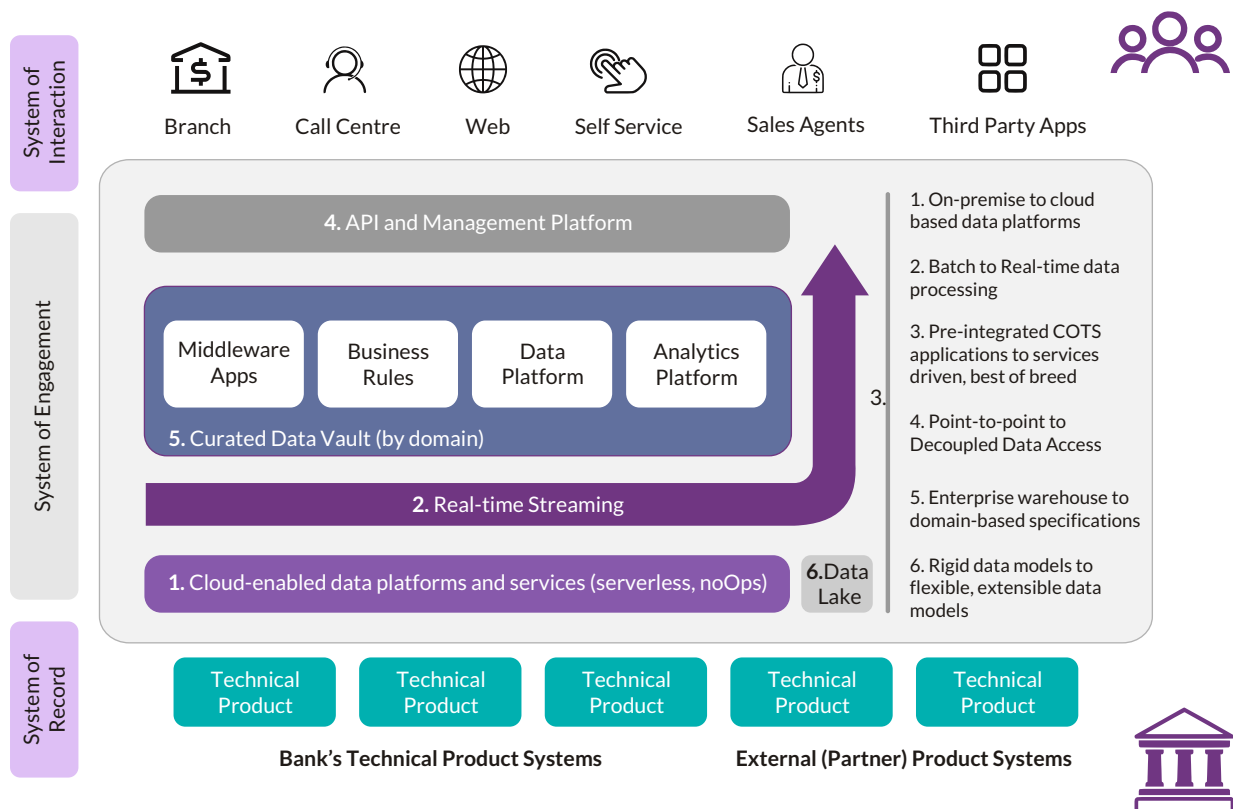 System of
Interaction
Branch
Call Centre
Web
Self Service
Sales Agents
Third Party Apps
System of Engagement
4. API and Management Platform
Middleware
Apps
Business
Rules
Data
Platform
Analytics
Platform
5. Curated Data Vault (by domain)
2. Real-time Streaming
1. Cloud-enabled data platforms and services (serverless, noOps)
6.Data
Lake
3.
1. On-premise to cloud
based data platforms
2. Batch to Real-time data
processing
3. Pre-integrated COTS
applications to services
driven, best of breed
4. Point-to-point to
Decoupled Data Access
5. Enterprise warehouse to
domain-based specifications
6. Rigid data models to
flexible, extensible data
models
System of
Record
Technical
Product
Technical
Product
Technical
Product
Technical
Product
Technical
Product
Bank’s Technical Product Systems
External (Partner) Product Systems